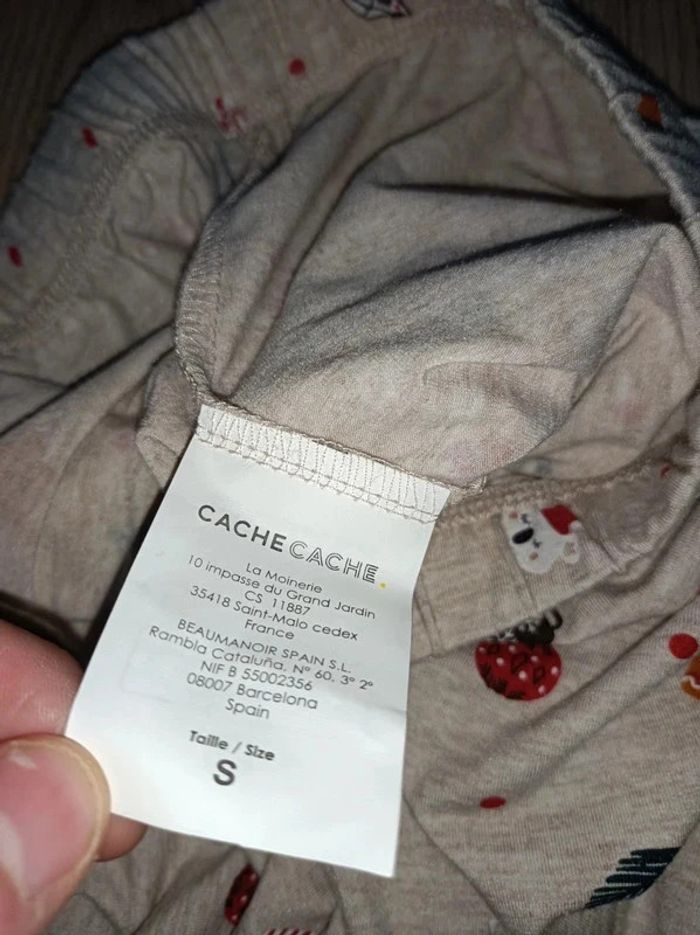 CACHE CACHE.
La Moinerie
10 impasse du Grand Jardin
CS 11887
35418 Saint-Malo cedex
France
BEAUMANOIR SPAIN S.L.
Rambla Cataluña, Nº 60. 3º 2º
NIF B 55002356
08007 Barcelona
Spain
Taille / Size
S